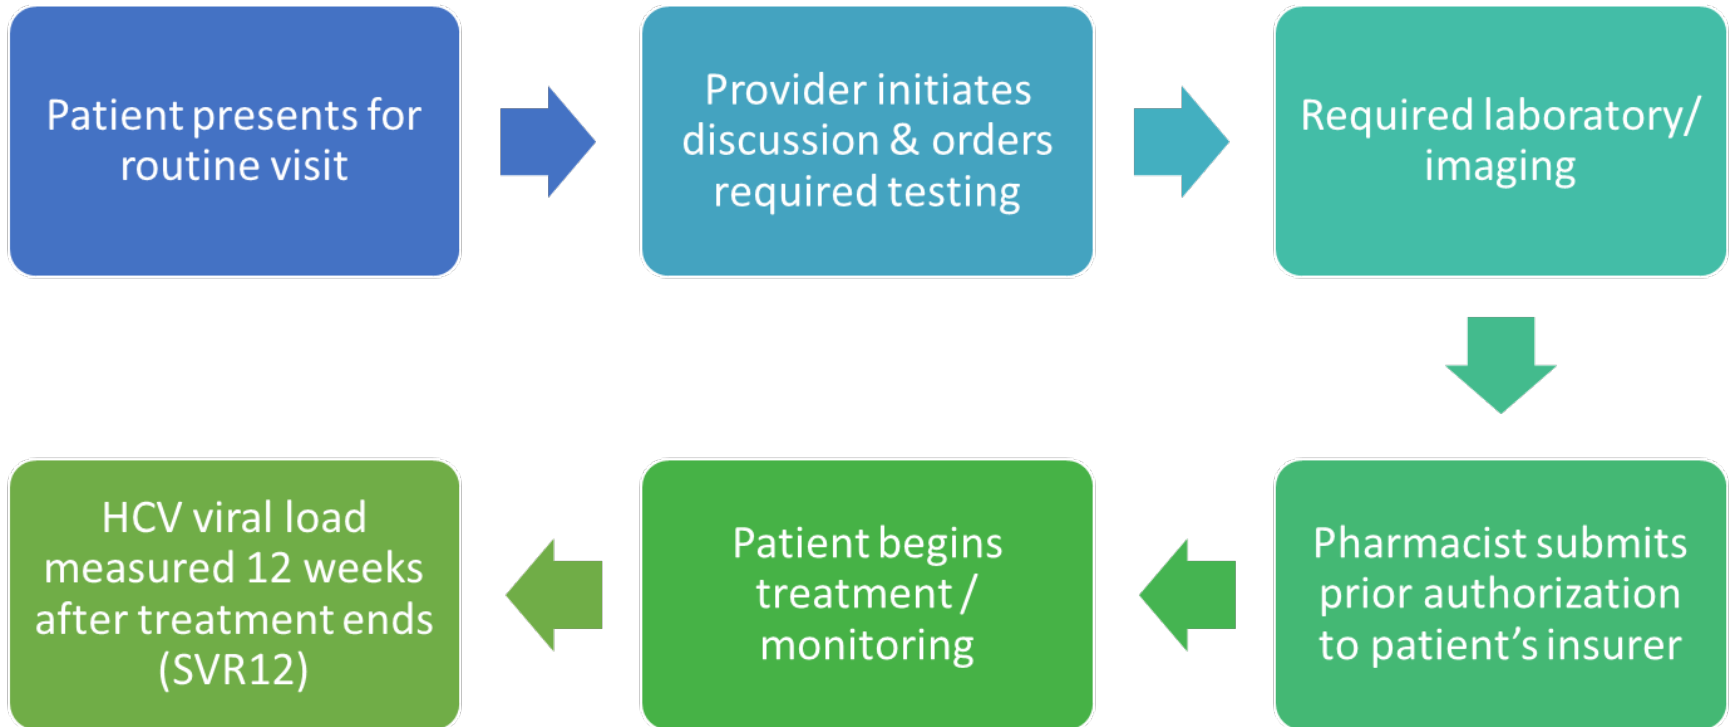 Patient presents for
routine visit
Provider initiates
discussion & orders
required testing
Required laboratory/
imaging
Pharmacist submits
prior authorization
to patient’s insurer
Patient begins
treatment /
monitoring
HCV viral load
measured 12 weeks
after treatment ends
(SVR12)